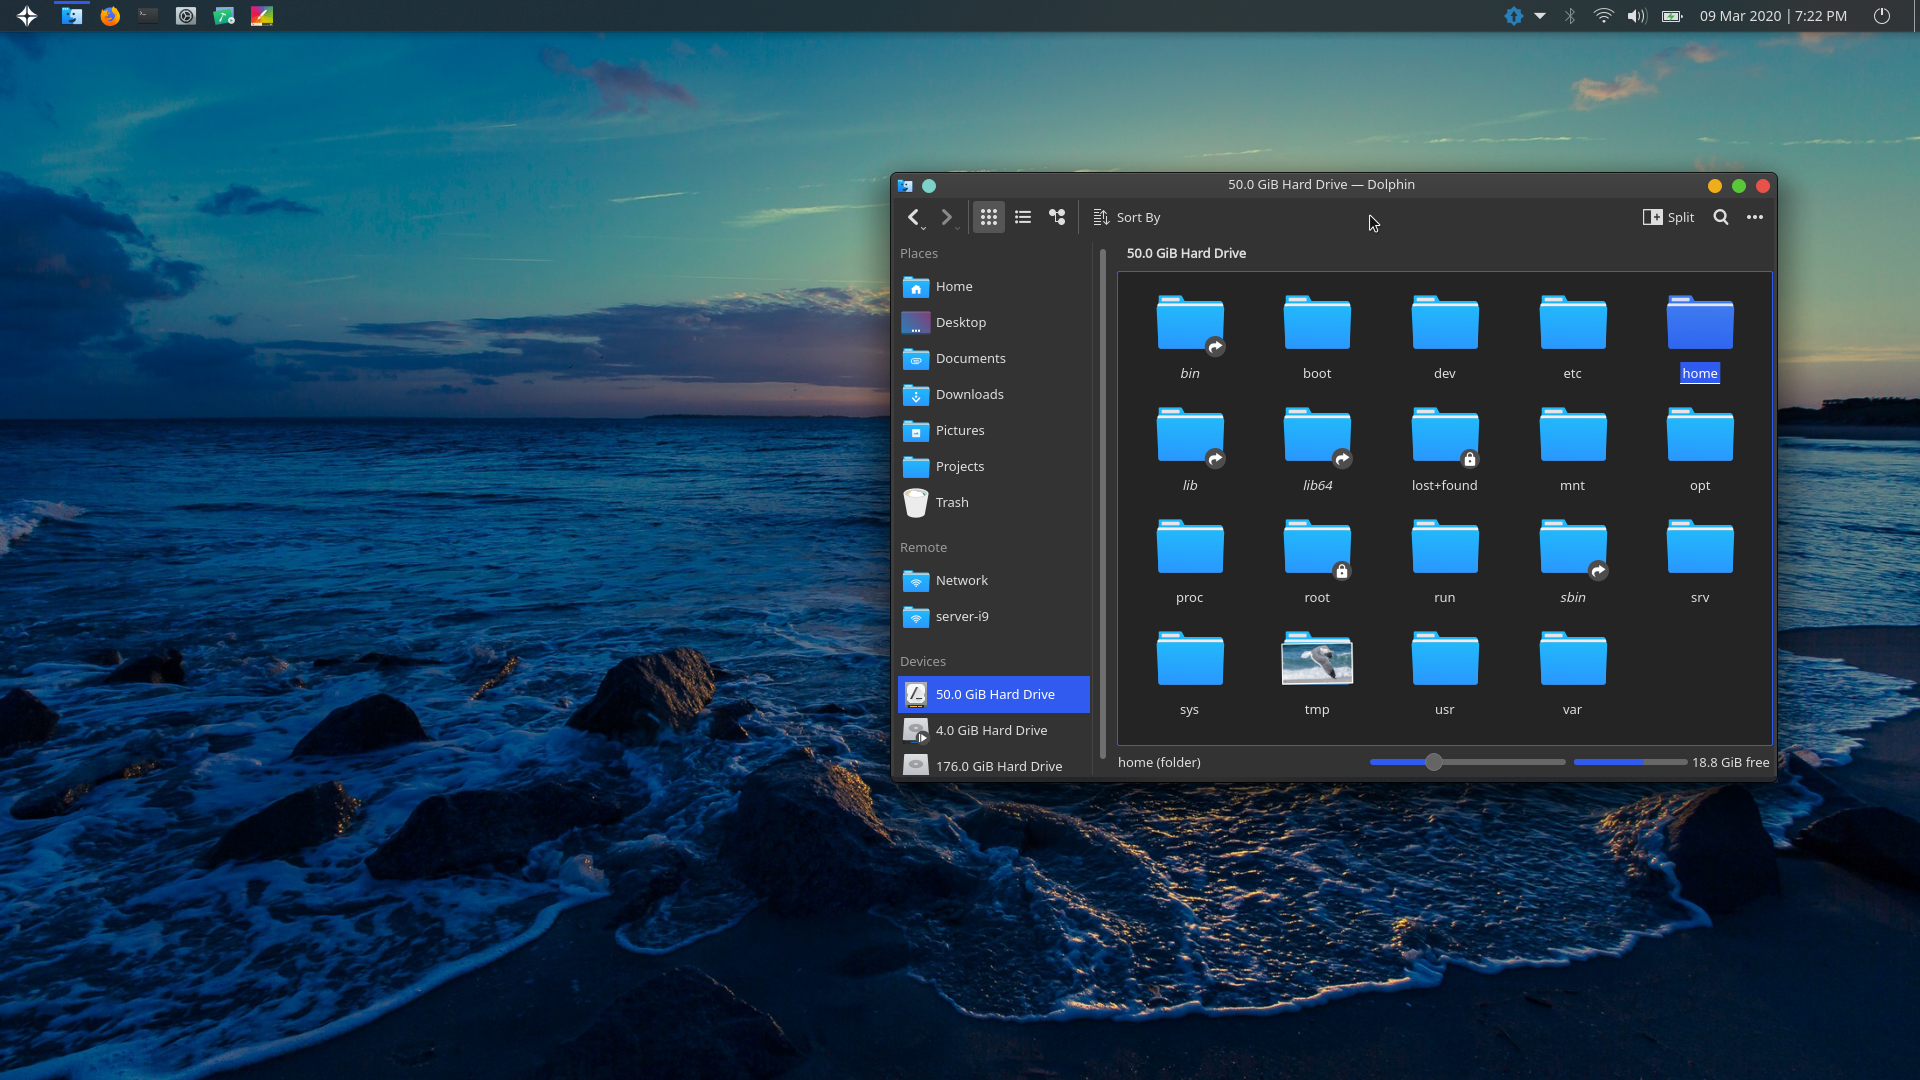 09 Mar 2020 | 7:22 PM
50.0 GiB Hard Drive — Dolphin
Sort By
Split
Places
Home
Desktop
Documents
Downloads
Pictures
Projects
Trash
Remote
Network
server-i9
Devices
50.0 GiB Hard Drive
4.0 GiB Hard Drive
176.0 GiB Hard Drive
50.0 GiB Hard Drive
bin boot dev etc home
lib lib64 lost+found mnt opt
proc root run sbin srv
sys tmp usr var
home (folder) 18.8 GiB free